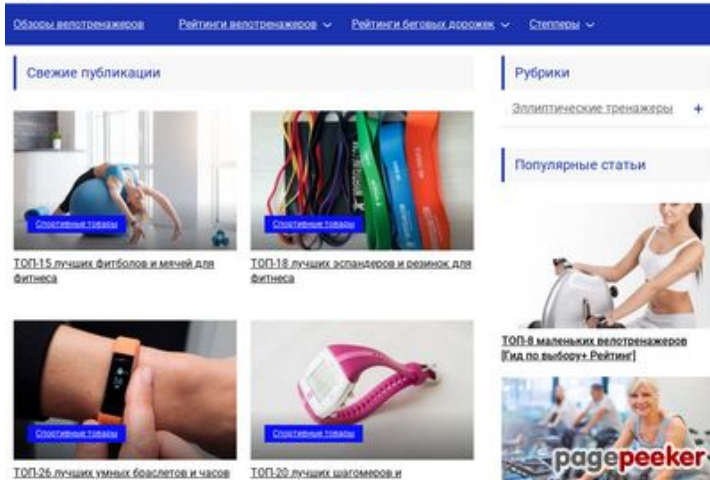 Обзоры велотренажеров
Рейтинги велотренажеров
Рейтинги беговых дорожек
Степперы
Свежие публикации
Рубрики
Эллиптические тренажеры +
Популярные статьи
Спортивные товары
Спортивные товары
ТОП-15 лучших фитболов и мячей для
фитнеса
ТОП-18 лучших эспандеров и резинок для
фитнеса
ТОП-8 маленьких велотренажеров
[Гид по выбору+ Рейтинг]
Спортивные товары
Спортивные товары
ТОП-26 лучших умных браслетов и часов
ТОП-20 лучших шагомеров и
pagepeeker